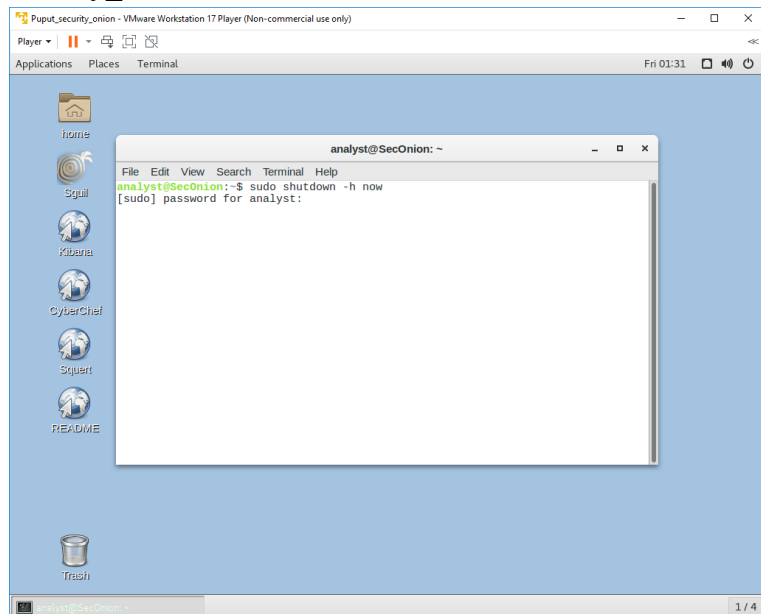 Puput_security_onion - VMware Workstation 17 Player (Non-commercial use only)
Player
Applications Places Terminal Fri 01:31
home
Sguil
Kibana
CyberChef
Squert
README
Trash
analyst@SecOnion: ~
File Edit View Search Terminal Help
analyst@SecOnion:~$ sudo shutdown -h now
[sudo] password for analyst:
analyst@SecOnion: ~
1 / 4